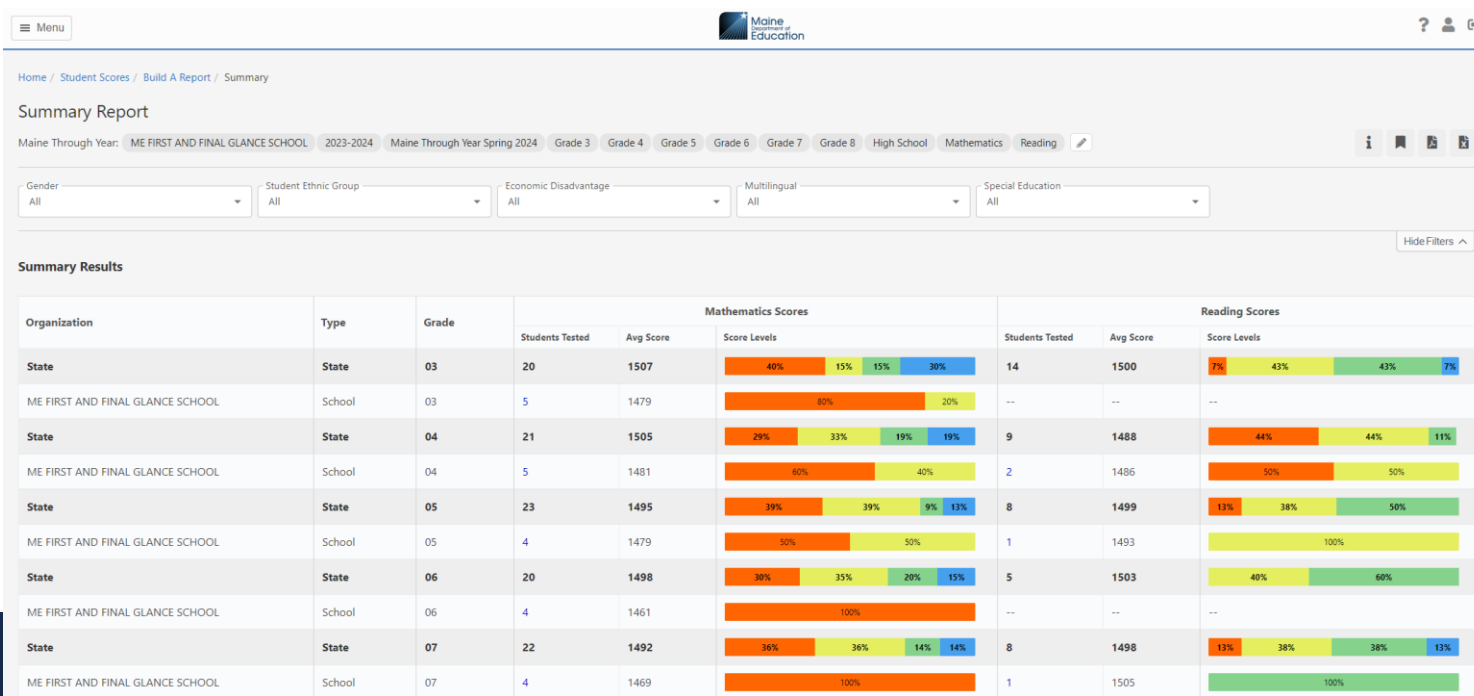 Menu
Maine
Department of
Education
?
Home / Student Scores / Build A Report / Summary
Summary Report
Maine Through Year: ME FIRST AND FINAL GLANCE SCHOOL 2023-2024 Maine Through Year Spring 2024 Grade 3 Grade 4 Grade 5 Grade 6 Grade 7 Grade 8 High School Mathematics Reading
Gender Student Ethnic Group Economic Disadvantage Multilingual Special Education
All All All All All
Hide Filters
Summary Results
Organization Type Grade Mathematics Scores Reading Scores
Students Tested Avg Score Score Levels Students Tested Avg Score Score Levels
State State 03 20 1507 40% 15% 15% 30% 14 1500 7% 43% 43% 7%
ME FIRST AND FINAL GLANCE SCHOOL School 03 5 1479 80% 20% -- -- --
State State 04 21 1505 29% 33% 19% 19% 9 1488 44% 44% 11%
ME FIRST AND FINAL GLANCE SCHOOL School 04 5 1481 60% 40% 2 1486 50% 50%
State State 05 23 1495 39% 39% 9% 13% 8 1499 13% 38% 50%
ME FIRST AND FINAL GLANCE SCHOOL School 05 4 1479 50% 50% 1 1493 100%
State State 06 20 1498 30% 35% 20% 15% 5 1503 40% 60%
ME FIRST AND FINAL GLANCE SCHOOL School 06 4 1461 100% -- -- --
State State 07 22 1492 36% 36% 14% 14% 8 1498 13% 38% 38% 13%
ME FIRST AND FINAL GLANCE SCHOOL School 07 4 1469 100% 1 1505 100%